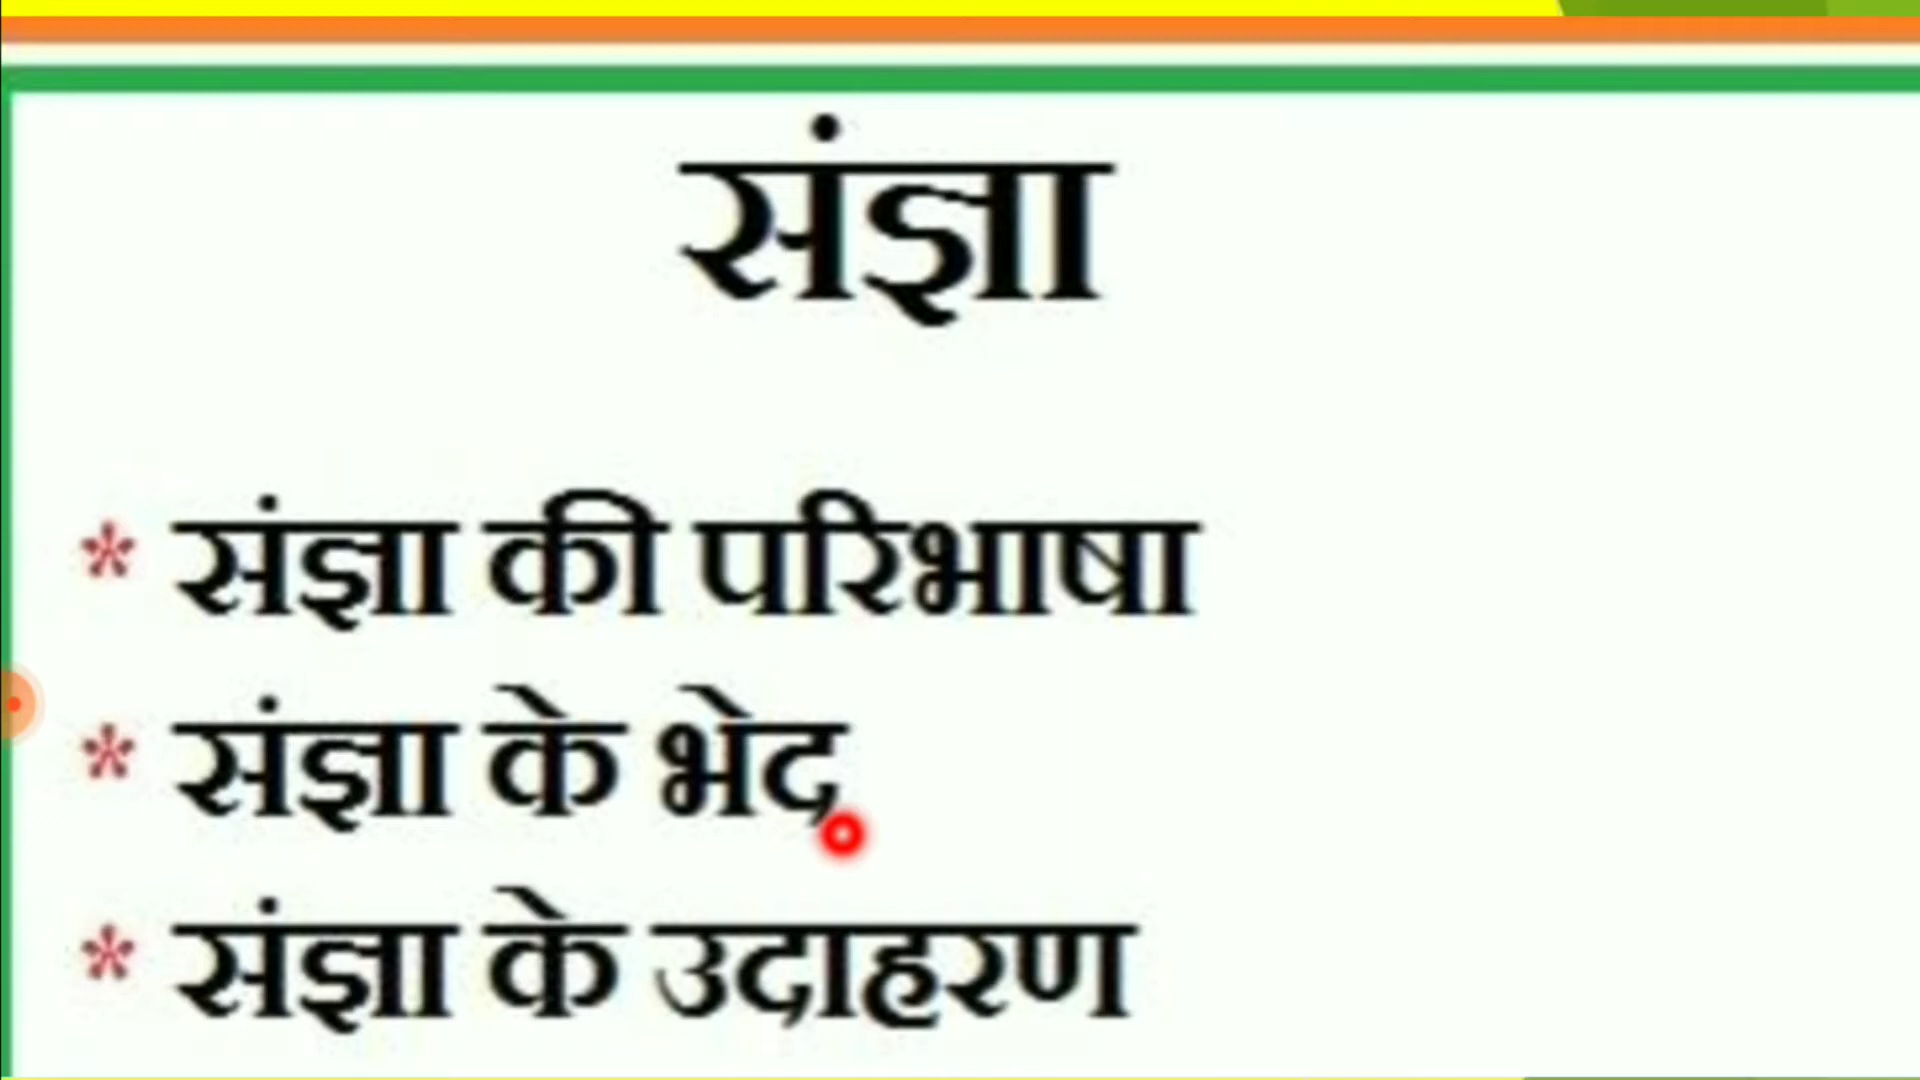 संज्ञा
* संज्ञा की परिभाषा
* संज्ञा के भेद
* संज्ञा के उदाहरण